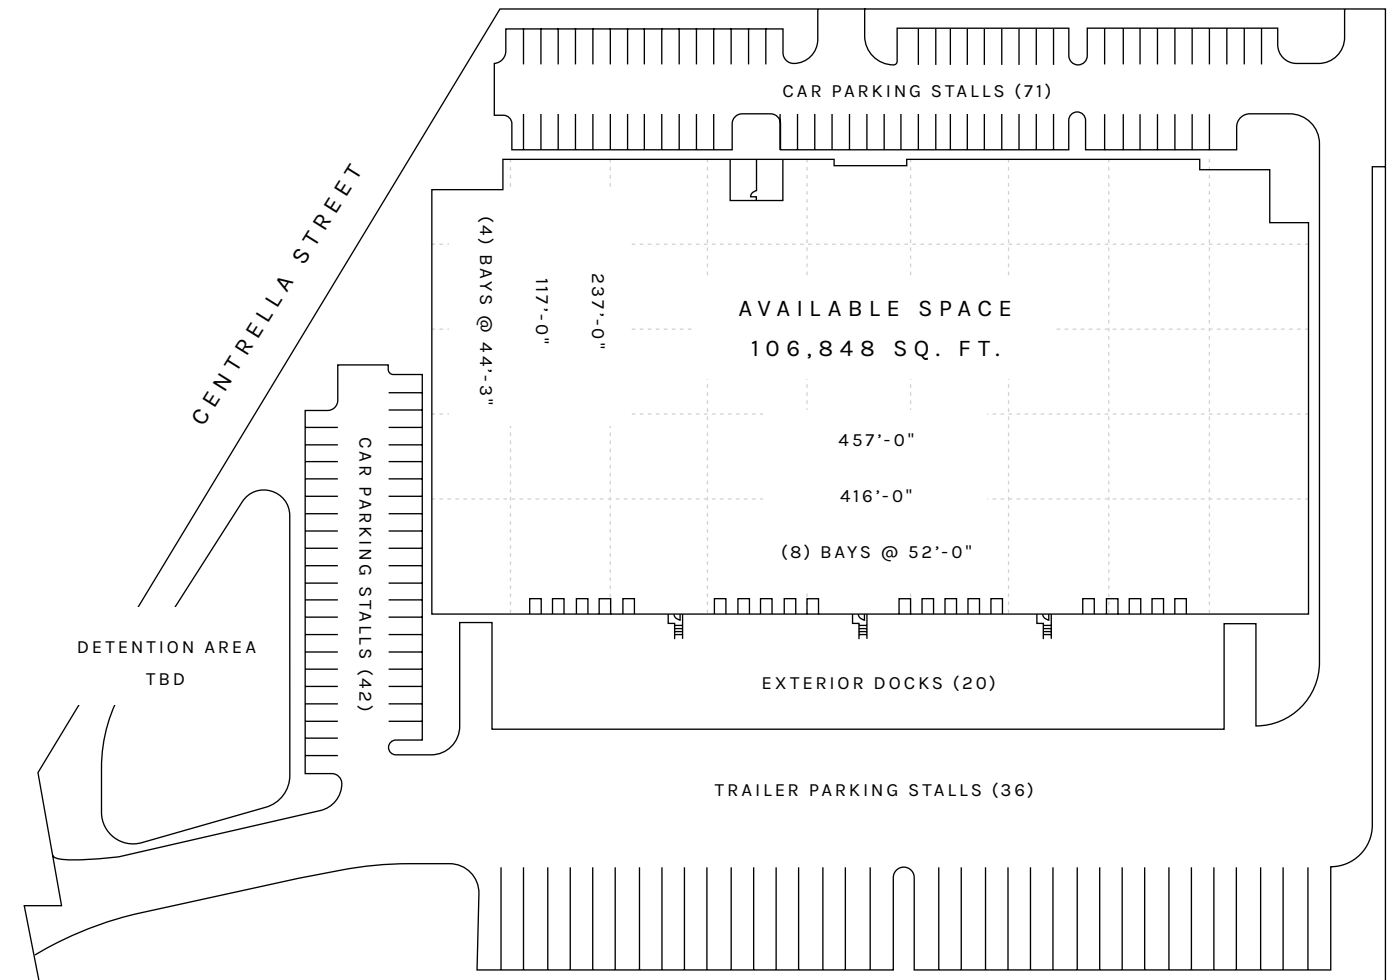 CAR PARKING STALLS (71)
CENTRELLA STREET
(4) BAYS @ 44'-3"
117'-0"
237'-0"
AVAILABLE SPACE
106,848 SQ. FT.
457'-0"
416'-0"
(8) BAYS @ 52'-0"
CAR PARKING STALLS (42)
DETENTION AREA
TBD
EXTERIOR DOCKS (20)
TRAILER PARKING STALLS (36)